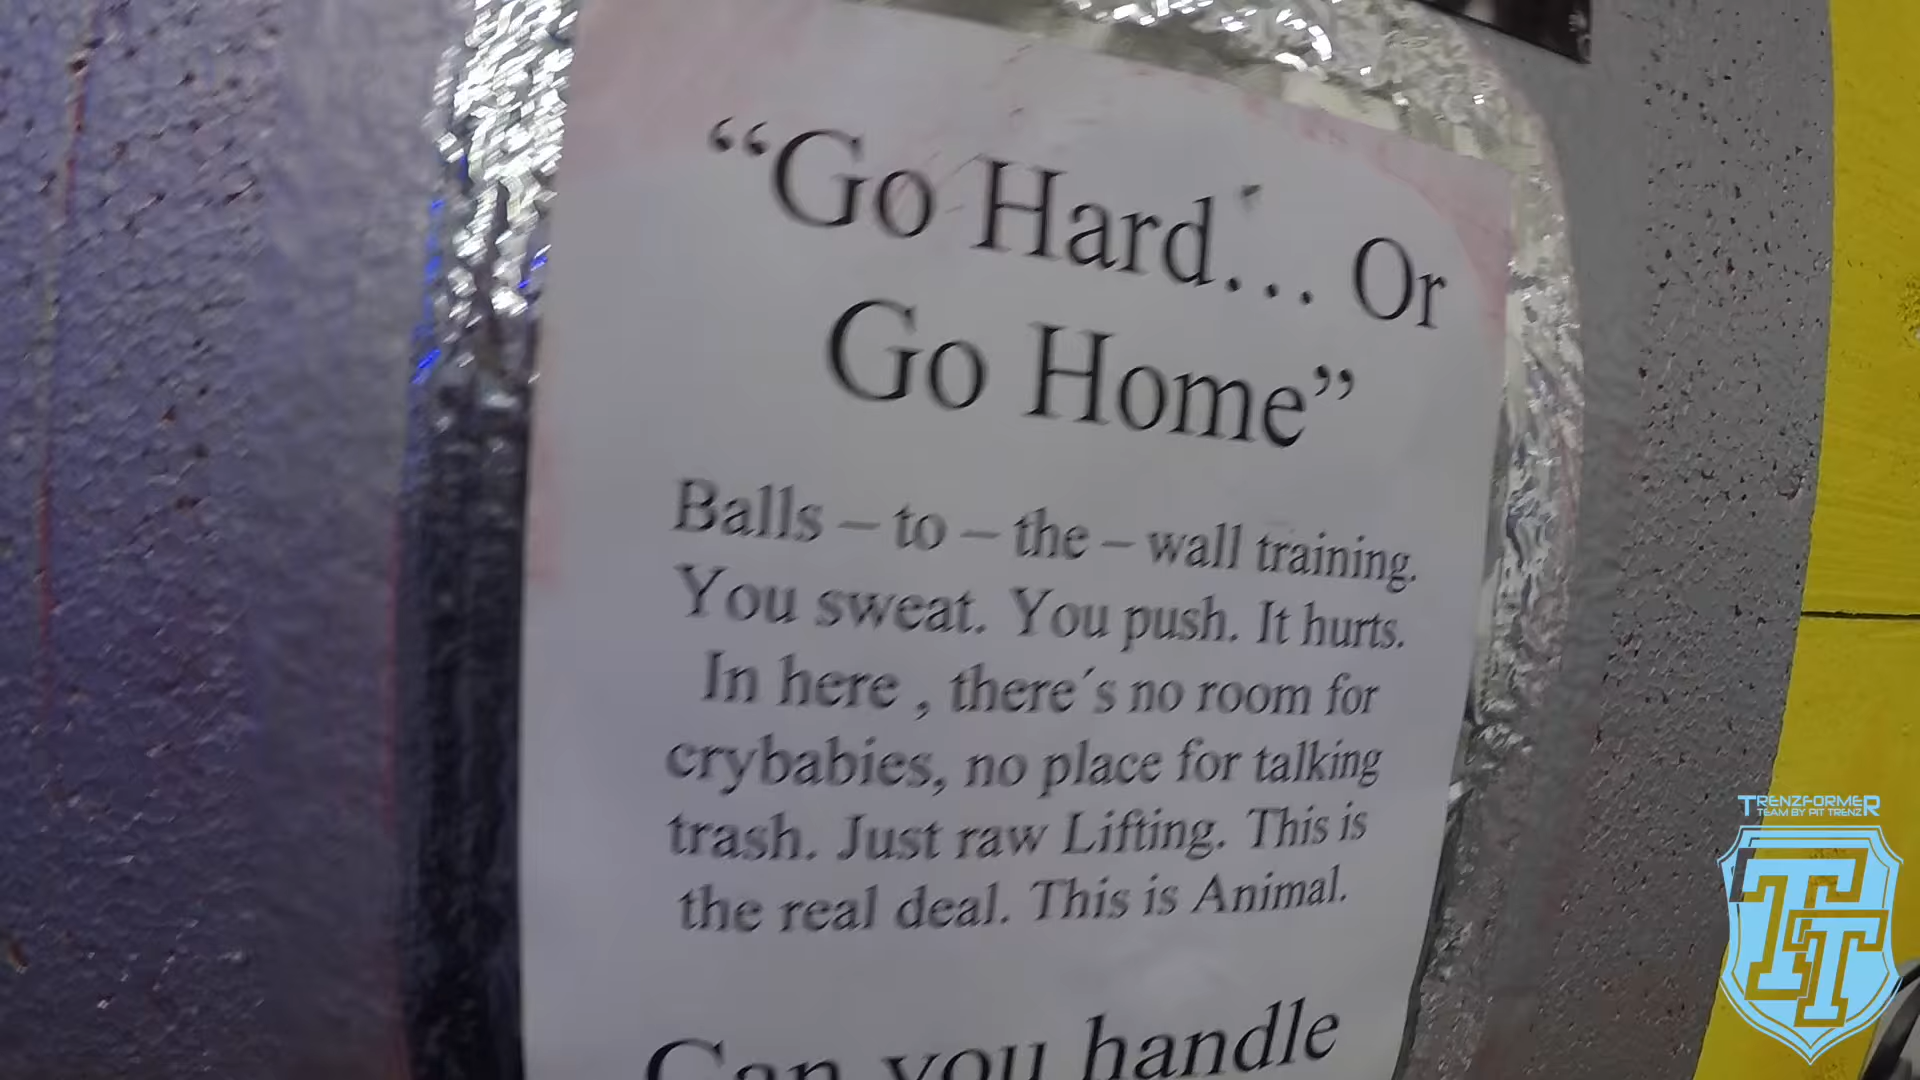 “Go Hard… Or
Go Home”
Balls – to – the – wall training.
You sweat. You push. It hurts.
In here , there´s no room for
crybabies, no place for talking
trash. Just raw Lifting. This is
the real deal. This is Animal.
Can you handle
TRENZFORMER
TEAM BY PIT TRENZ
TT